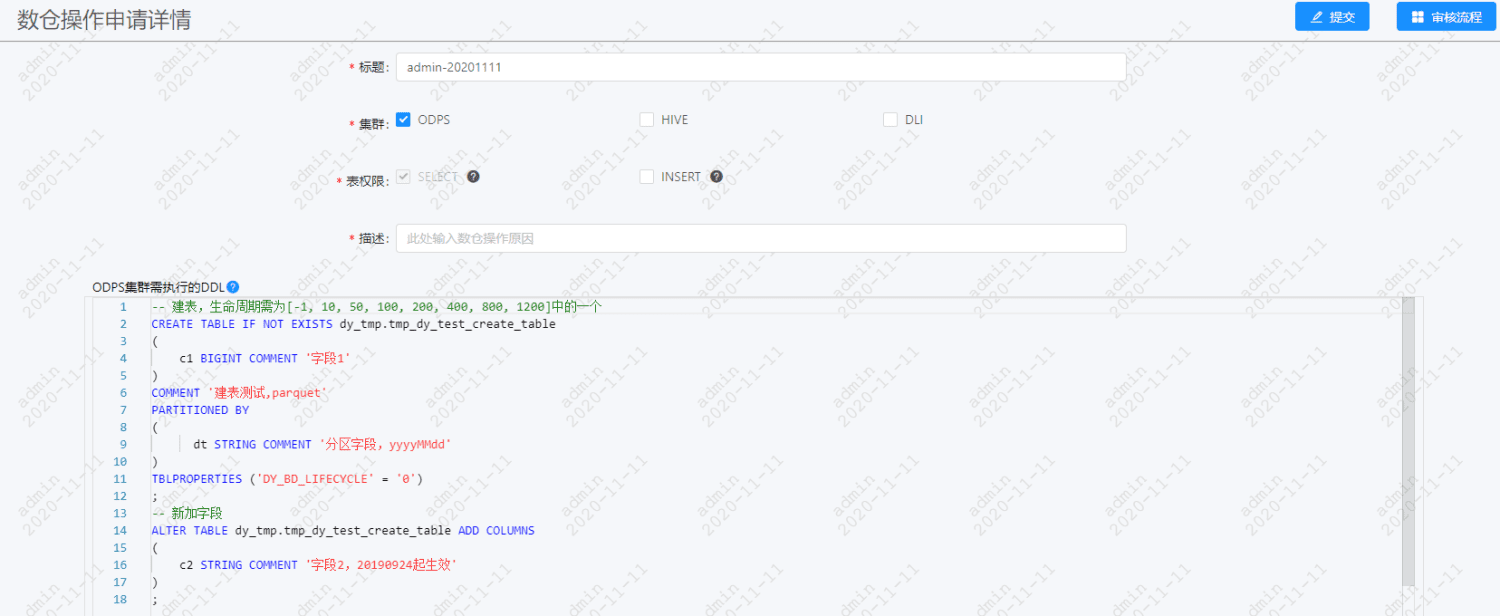 数仓操作申请详情
提交
审核流程
* 标题: admin-20201111
* 集群: ODPS HIVE DLI
* 表权限: SELECT ? INSERT ?
* 描述: 此处输入数仓操作原因
ODPS集群需执行的DDL ?
1 -- 建表，生命周期需为[-1, 10, 50, 100, 200, 400, 800, 1200]中的一个
2 CREATE TABLE IF NOT EXISTS dy_tmp.tmp_dy_test_create_table
3 (
4 c1 BIGINT COMMENT '字段1'
5 )
6 COMMENT '建表测试,parquet'
7 PARTITIONED BY
8 (
9 dt STRING COMMENT '分区字段，yyyyMMdd'
10 )
11 TBLPROPERTIES ('DY_BD_LIFECYCLE' = '0')
12 ;
13 -- 新加字段
14 ALTER TABLE dy_tmp.tmp_dy_test_create_table ADD COLUMNS
15 (
16 c2 STRING COMMENT '字段2，20190924起生效'
17 )
18 ;
admin
2020-11-11